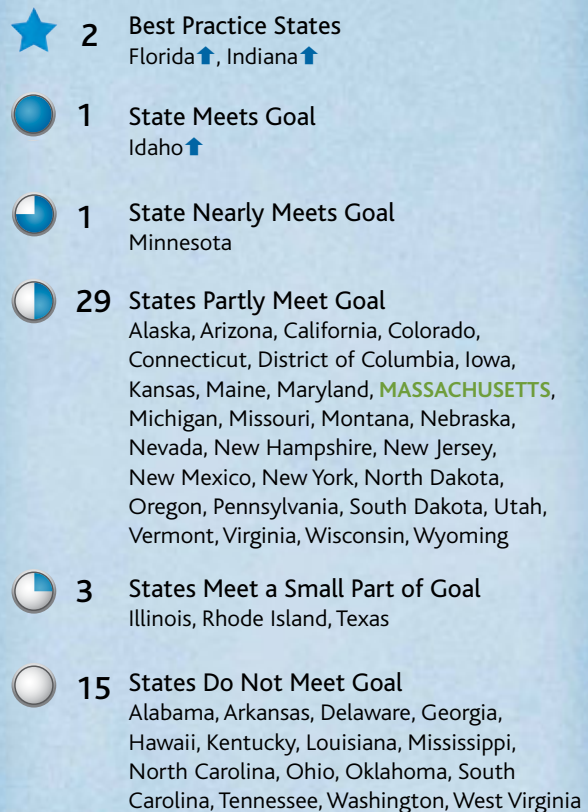 2 Best Practice States
Florida⬆, Indiana⬆
1 State Meets Goal
Idaho⬆
1 State Nearly Meets Goal
Minnesota
29 States Partly Meet Goal
Alaska, Arizona, California, Colorado,
Connecticut, District of Columbia, Iowa,
Kansas, Maine, Maryland, MASSACHUSETTS,
Michigan, Missouri, Montana, Nebraska,
Nevada, New Hampshire, New Jersey,
New Mexico, New York, North Dakota,
Oregon, Pennsylvania, South Dakota, Utah,
Vermont, Virginia, Wisconsin, Wyoming
3 States Meet a Small Part of Goal
Illinois, Rhode Island, Texas
15 States Do Not Meet Goal
Alabama, Arkansas, Delaware, Georgia,
Hawaii, Kentucky, Louisiana, Mississippi,
North Carolina, Ohio, Oklahoma, South
Carolina, Tennessee, Washington, West Virginia